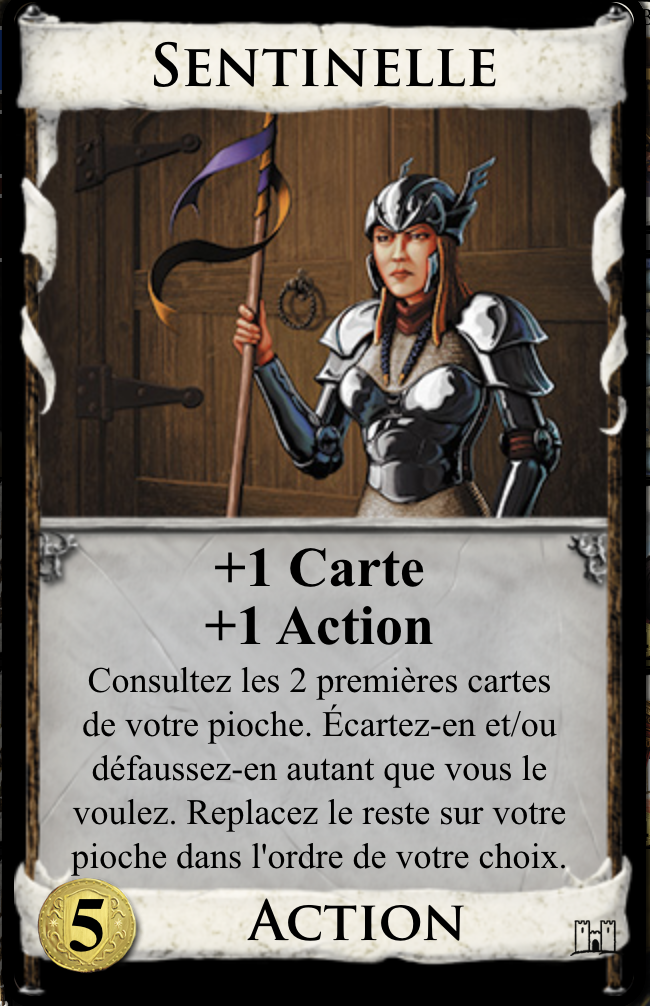 SENTINELLE
+1 Carte
+1 Action
Consultez les 2 premières cartes
de votre pioche. Écartez-en et/ou
défaussez-en autant que vous le
voulez. Replacez le reste sur votre
pioche dans l'ordre de votre choix.
5
ACTION